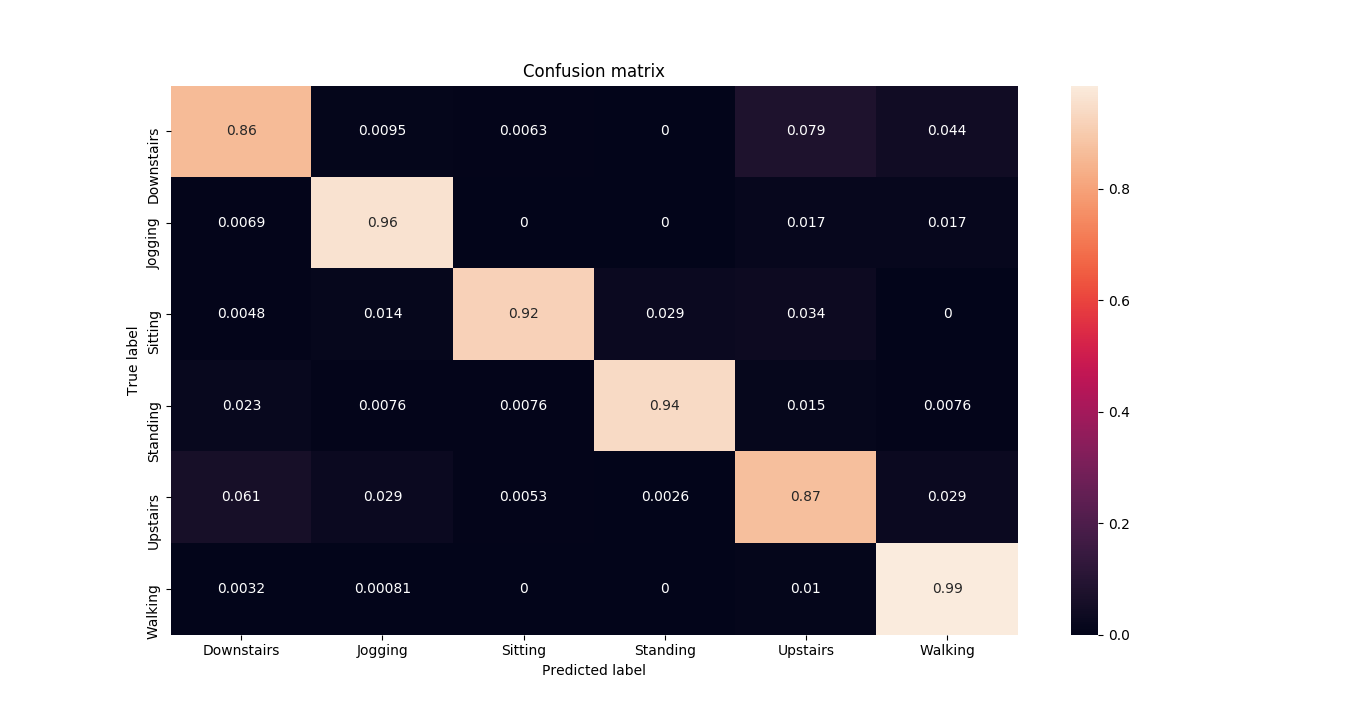 Confusion matrix
True label
Downstairs 0.86 0.0095 0.0063 0 0.079 0.044
Jogging 0.0069 0.96 0 0 0.017 0.017
Sitting 0.0048 0.014 0.92 0.029 0.034 0
Standing 0.023 0.0076 0.0076 0.94 0.015 0.0076
Upstairs 0.061 0.029 0.0053 0.0026 0.87 0.029
Walking 0.0032 0.00081 0 0 0.01 0.99
Downstairs Jogging Sitting Standing Upstairs Walking
Predicted label
0.8
0.6
0.4
0.2
0.0